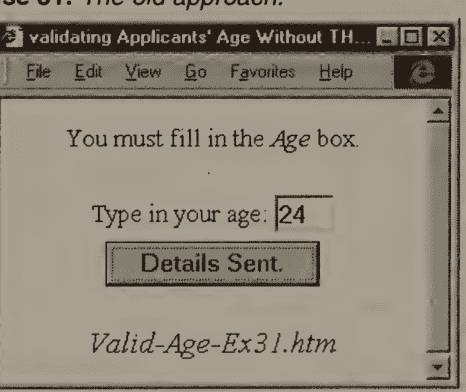 se 31. The old approach.
validating Applicants' Age Without TH...
File Edit View Go Favorites Help
You must fill in the Age box.
Type in your age: 24
Details Sent.
Valid-Age-Ex31.htm